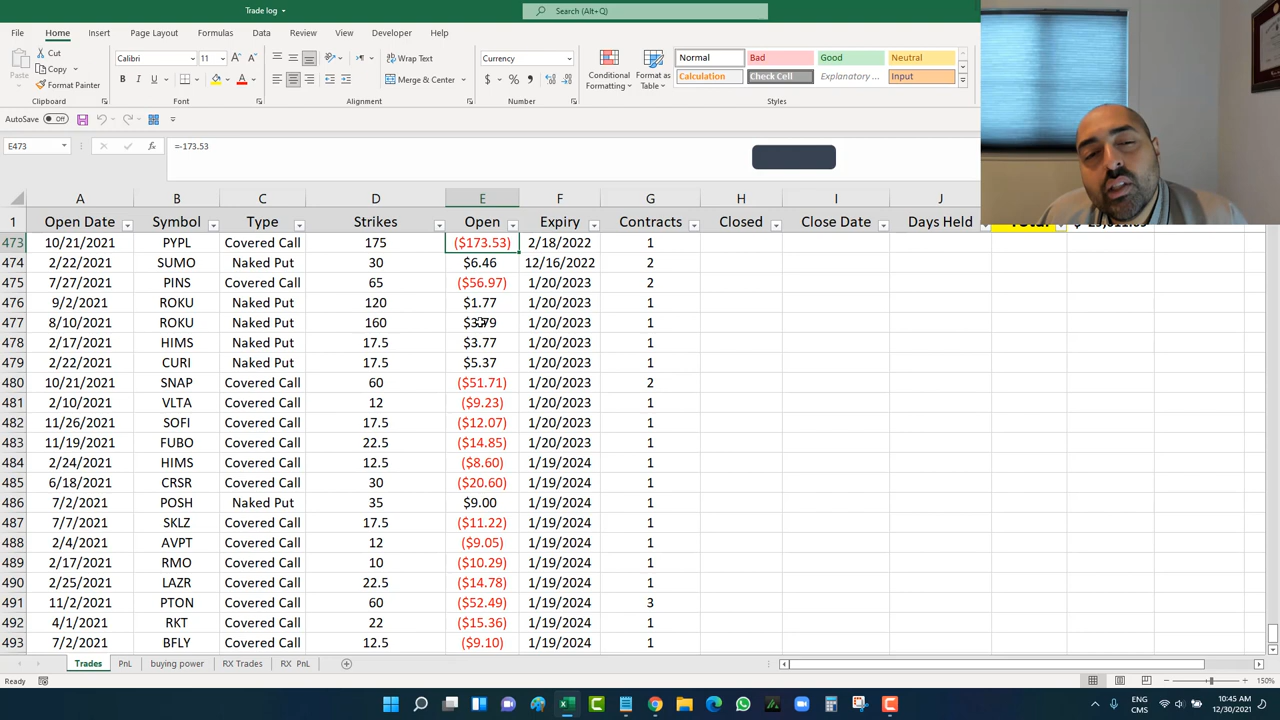 Trade log
Search (Alt+Q)
File Home Insert Page Layout Formulas Data Review View Developer Help
Cut
Copy
Format Painter
Paste
Calibri 11
Wrap Text
Merge & Center
Currency
Conditional Formatting
Format as Table
Normal Bad Good Neutral
Calculation Check Cell Explanatory ... Input
Clipboard Font Alignment Number Styles
AutoSave Off
E473 =-173.53
A B C D E F G H I J
1 Open Date Symbol Type Strikes Open Expiry Contracts Closed Close Date Days Held
473 10/21/2021 PYPL Covered Call 175 ($173.53) 2/18/2022 1
474 2/22/2021 SUMO Naked Put 30 $6.46 12/16/2022 2
475 7/27/2021 PINS Covered Call 65 ($56.97) 1/20/2023 2
476 9/2/2021 ROKU Naked Put 120 $1.77 1/20/2023 1
477 8/10/2021 ROKU Naked Put 160 $3.79 1/20/2023 1
478 2/17/2021 HIMS Naked Put 17.5 $3.77 1/20/2023 1
479 2/22/2021 CURI Naked Put 17.5 $5.37 1/20/2023 1
480 10/21/2021 SNAP Covered Call 60 ($51.71) 1/20/2023 2
481 2/10/2021 VLTA Covered Call 12 ($9.23) 1/20/2023 1
482 11/26/2021 SOFI Covered Call 17.5 ($12.07) 1/20/2023 1
483 11/19/2021 FUBO Covered Call 22.5 ($14.85) 1/20/2023 1
484 2/24/2021 HIMS Covered Call 12.5 ($8.60) 1/19/2024 1
485 6/18/2021 CRSR Covered Call 30 ($20.60) 1/19/2024 1
486 7/2/2021 POSH Naked Put 35 $9.00 1/19/2024 1
487 7/7/2021 SKLZ Covered Call 17.5 ($11.22) 1/19/2024 1
488 2/4/2021 AVPT Covered Call 12 ($9.05) 1/19/2024 1
489 2/17/2021 RMO Covered Call 10 ($10.29) 1/19/2024 1
490 2/25/2021 LAZR Covered Call 22.5 ($14.78) 1/19/2024 1
491 11/2/2021 PTON Covered Call 60 ($52.49) 1/19/2024 3
492 4/1/2021 RKT Covered Call 22 ($15.36) 1/19/2024 1
493 7/2/2021 BFLY Covered Call 12.5 ($9.10) 1/19/2024 1
Trades PnL buying power RX Trades RX PnL
Ready 150%
ENG
CMS
10:45 AM
12/30/2021